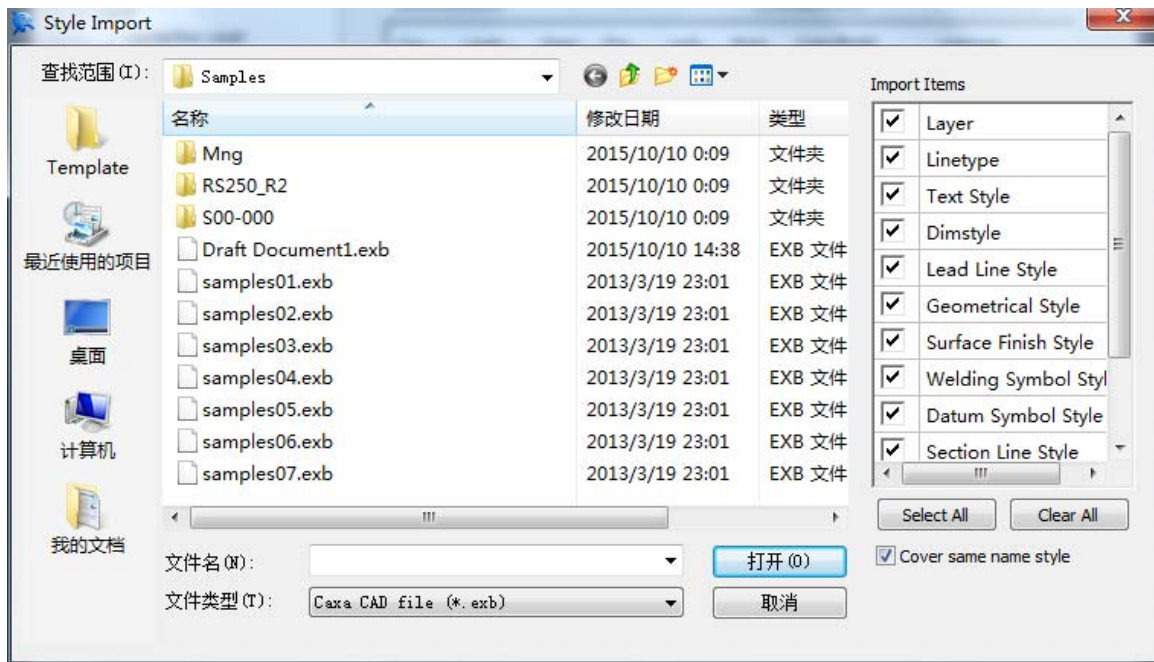 Style Import
查找范围(I):
Samples
Template
最近使用的项目
桌面
计算机
我的文档
名称 修改日期 类型
Mng 2015/10/10 0:09 文件夹
RS250_R2 2015/10/10 0:09 文件夹
S00-000 2015/10/10 0:09 文件夹
Draft Document1.exb 2015/10/10 14:38 EXB 文件
samples01.exb 2013/3/19 23:01 EXB 文件
samples02.exb 2013/3/19 23:01 EXB 文件
samples03.exb 2013/3/19 23:01 EXB 文件
samples04.exb 2013/3/19 23:01 EXB 文件
samples05.exb 2013/3/19 23:01 EXB 文件
samples06.exb 2013/3/19 23:01 EXB 文件
samples07.exb 2013/3/19 23:01 EXB 文件
文件名(N):
打开(O)
文件类型(T):
Caxa CAD file (*.exb)
取消
Import Items
Layer
Linetype
Text Style
Dimstyle
Lead Line Style
Geometrical Style
Surface Finish Style
Welding Symbol Styl
Datum Symbol Style
Section Line Style
Select All
Clear All
Cover same name style